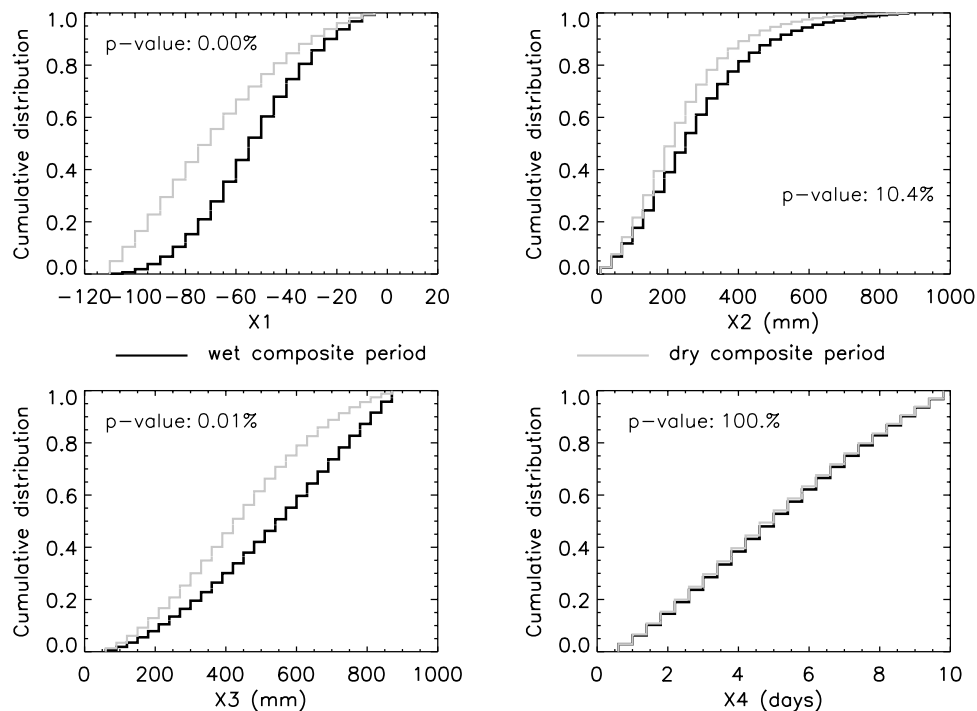 Cumulative distribution
1.0
0.8
0.6
0.4
0.2
0.0
p-value: 0.00%
−120 −100 −80 −60 −40 −20 0 20
X1
Cumulative distribution
1.0
0.8
0.6
0.4
0.2
0.0
p-value: 10.4%
0 200 400 600 800 1000
X2 (mm)
wet composite period
dry composite period
Cumulative distribution
1.0
0.8
0.6
0.4
0.2
0.0
p-value: 0.01%
0 200 400 600 800 1000
X3 (mm)
Cumulative distribution
1.0
0.8
0.6
0.4
0.2
0.0
p-value: 100.%
0 2 4 6 8 10
X4 (days)